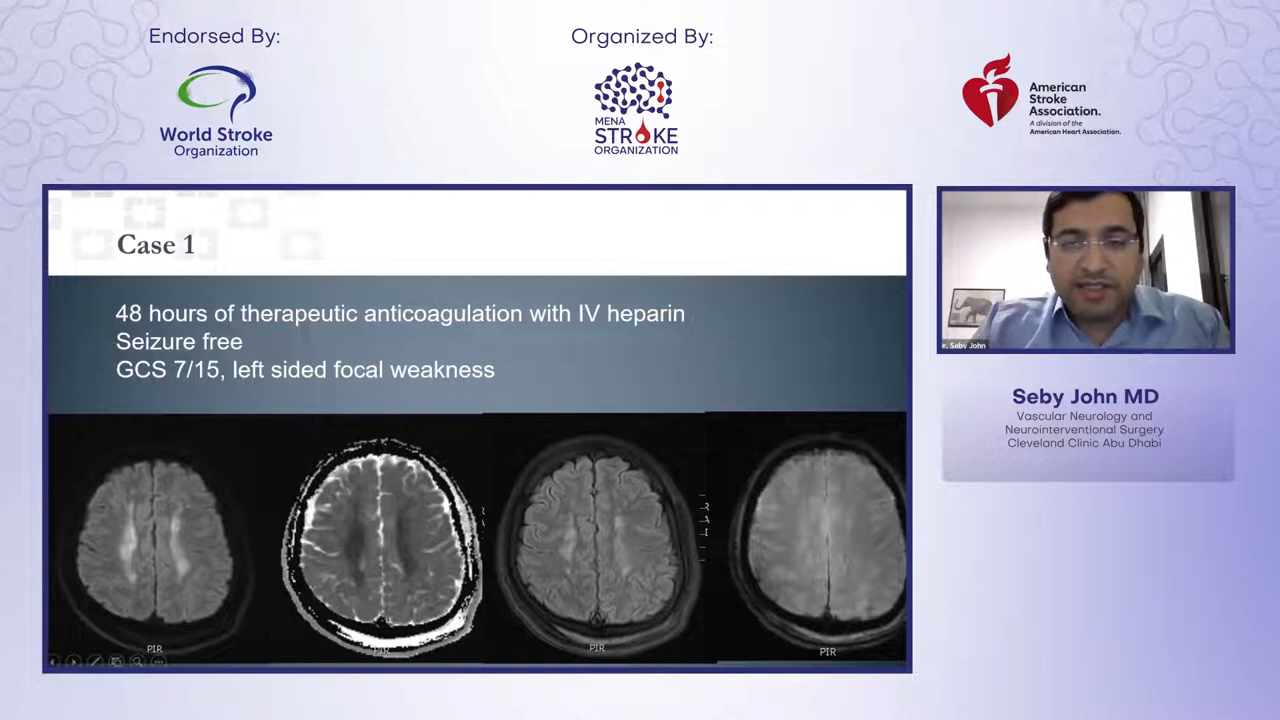 Endorsed By:
World Stroke
Organization
Organized By:
MENA
STROKE
ORGANIZATION
American
Stroke
Association.
A division of the
American Heart Association.
Case 1
48 hours of therapeutic anticoagulation with IV heparin
Seizure free
GCS 7/15, left sided focal weakness
PIR
PIR
PIR
r. Seby John
Seby John MD
Vascular Neurology and
Neurointerventional Surgery
Cleveland Clinic Abu Dhabi